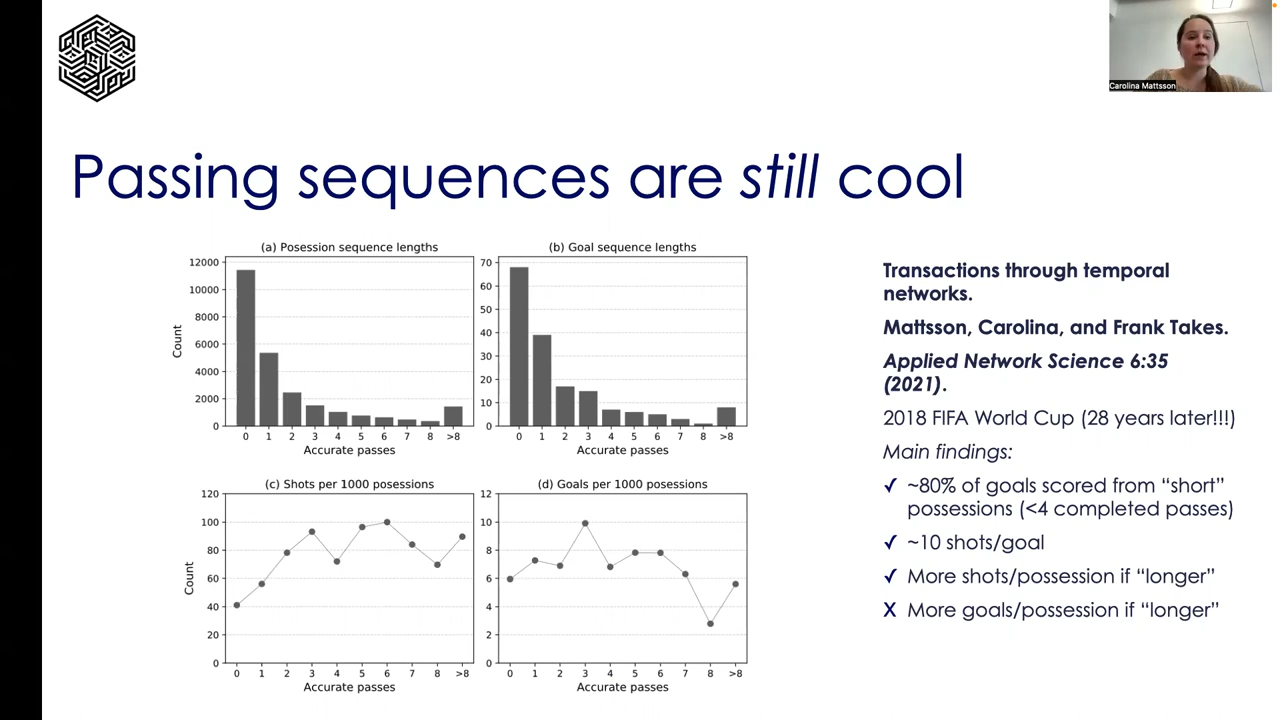 Carolina Mattsson
Passing sequences are still cool
(a) Posession sequence lengths
12000
10000
8000
6000
4000
2000
0
Count
0 1 2 3 4 5 6 7 8 >8
Accurate passes
(b) Goal sequence lengths
70
60
50
40
30
20
10
0
0 1 2 3 4 5 6 7 8 >8
Accurate passes
(c) Shots per 1000 posessions
120
100
80
60
40
20
0
Count
0 1 2 3 4 5 6 7 8 >8
Accurate passes
(d) Goals per 1000 posessions
12
10
8
6
4
2
0
0 1 2 3 4 5 6 7 8 >8
Accurate passes
Transactions through temporal
networks.
Mattsson, Carolina, and Frank Takes.
Applied Network Science 6:35
(2021).
2018 FIFA World Cup (28 years later!!!)
Main findings:
✓ ~80% of goals scored from “short”
possessions (<4 completed passes)
✓ ~10 shots/goal
✓ More shots/possession if “longer”
X More goals/possession if “longer”